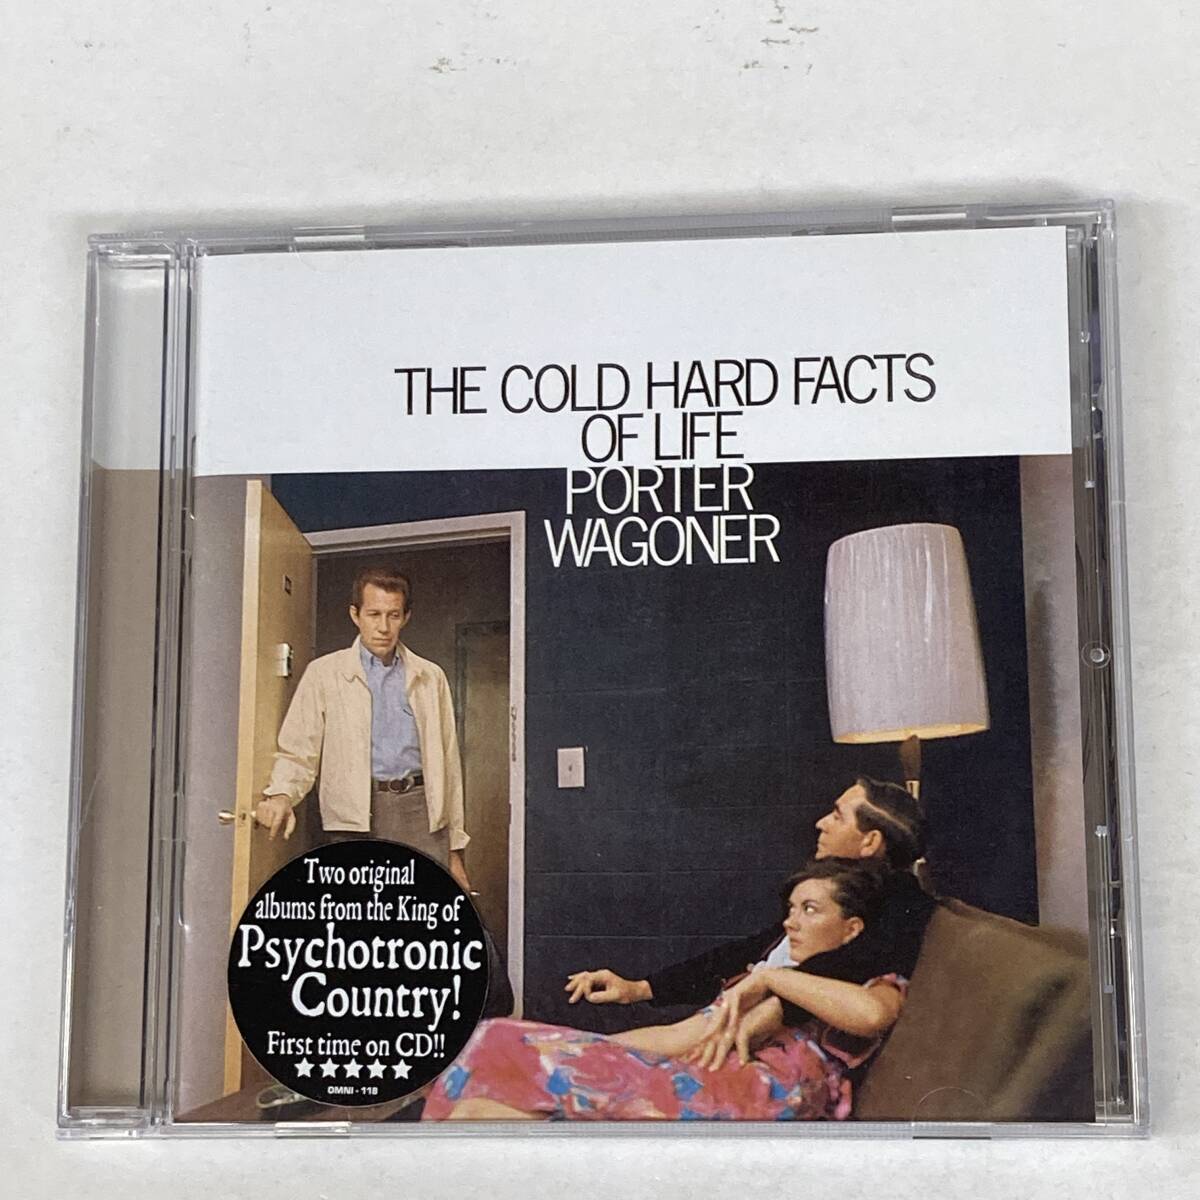 THE COLD HARD FACTS
OF LIFE
PORTER
WAGONER
Two original
albums from the King of
Psychotronic
Country!
First time on CD!!
OMNI - 118